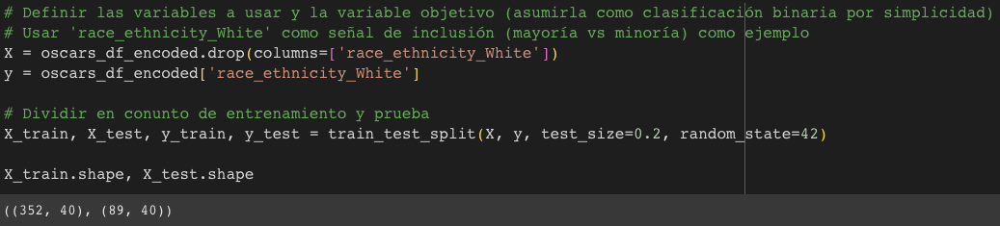 # Definir las variables a usar y la variable objetivo (asumirla como clasificación binaria por simplicidad)
# Usar 'race_ethnicity_White' como señal de inclusión (mayoría vs minoría) como ejemplo
X = oscars_df_encoded.drop(columns=['race_ethnicity_White'])
y = oscars_df_encoded['race_ethnicity_White']
# Dividir en conunto de entrenamiento y prueba
X_train, X_test, y_train, y_test = train_test_split(X, y, test_size=0.2, random_state=42)
X_train.shape, X_test.shape
((352, 40), (89, 40))